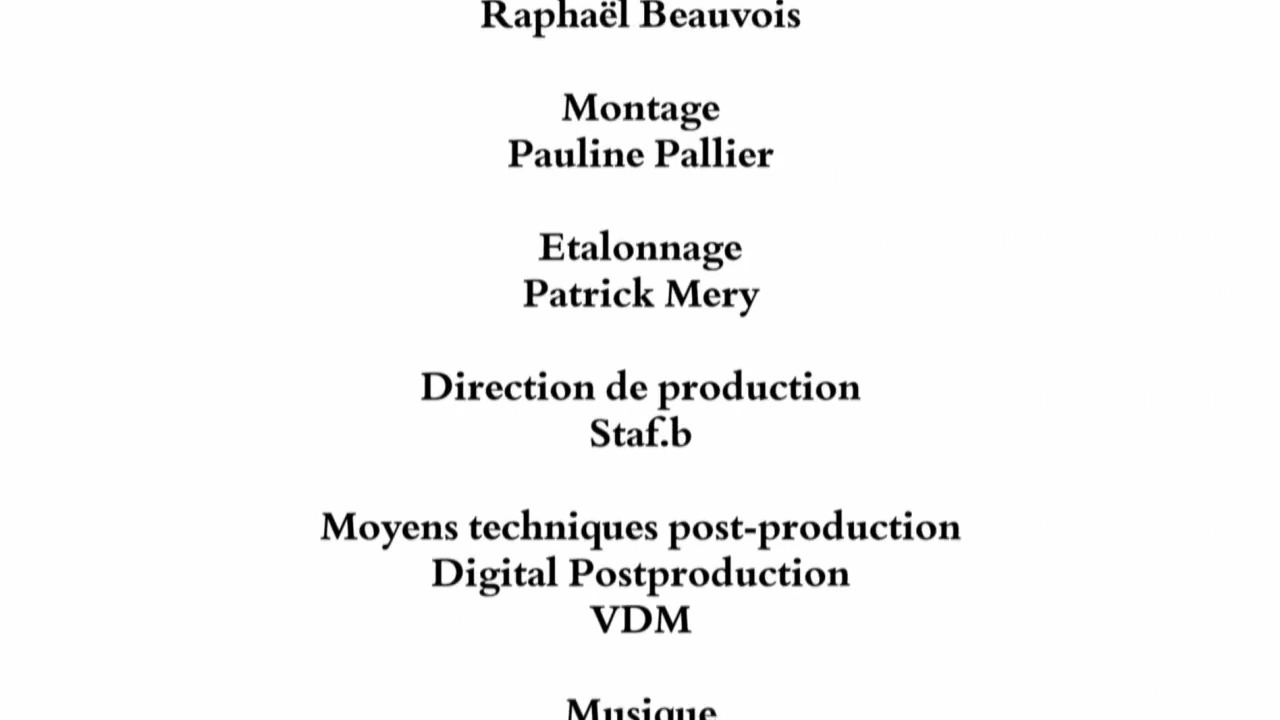 Raphaël Beauvois
Montage
Pauline Pallier
Etalonnage
Patrick Mery
Direction de production
Staf.b
Moyens techniques post-production
Digital Postproduction
VDM
Musique